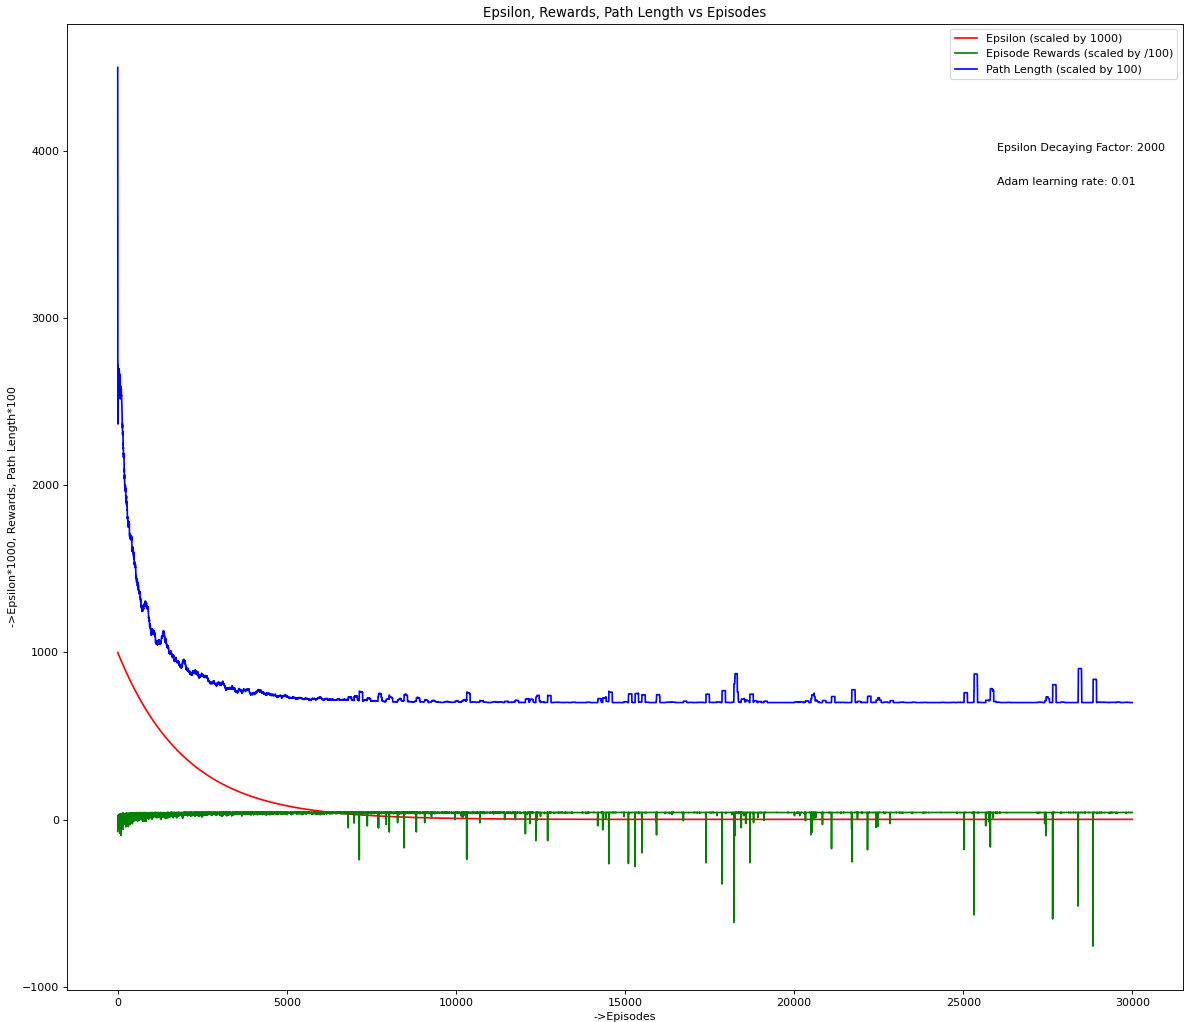 Epsilon, Rewards, Path Length vs Episodes
Epsilon (scaled by 1000)
Episode Rewards (scaled by /100)
Path Length (scaled by 100)
Epsilon Decaying Factor: 2000
Adam learning rate: 0.01
->Epsilon*1000, Rewards, Path Length*100
4000
3000
2000
1000
0
−1000
0
5000
10000
15000
20000
25000
30000
->Episodes